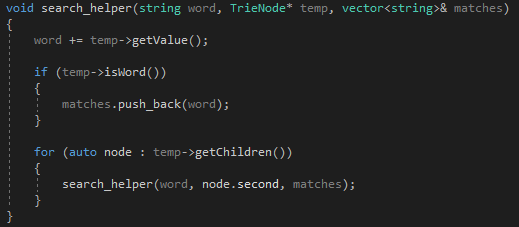 void search_helper(string word, TrieNode* temp, vector<string>& matches)
{
word += temp->getValue();
if (temp->isWord())
{
matches.push_back(word);
}
for (auto node : temp->getChildren())
{
search_helper(word, node.second, matches);
}
}